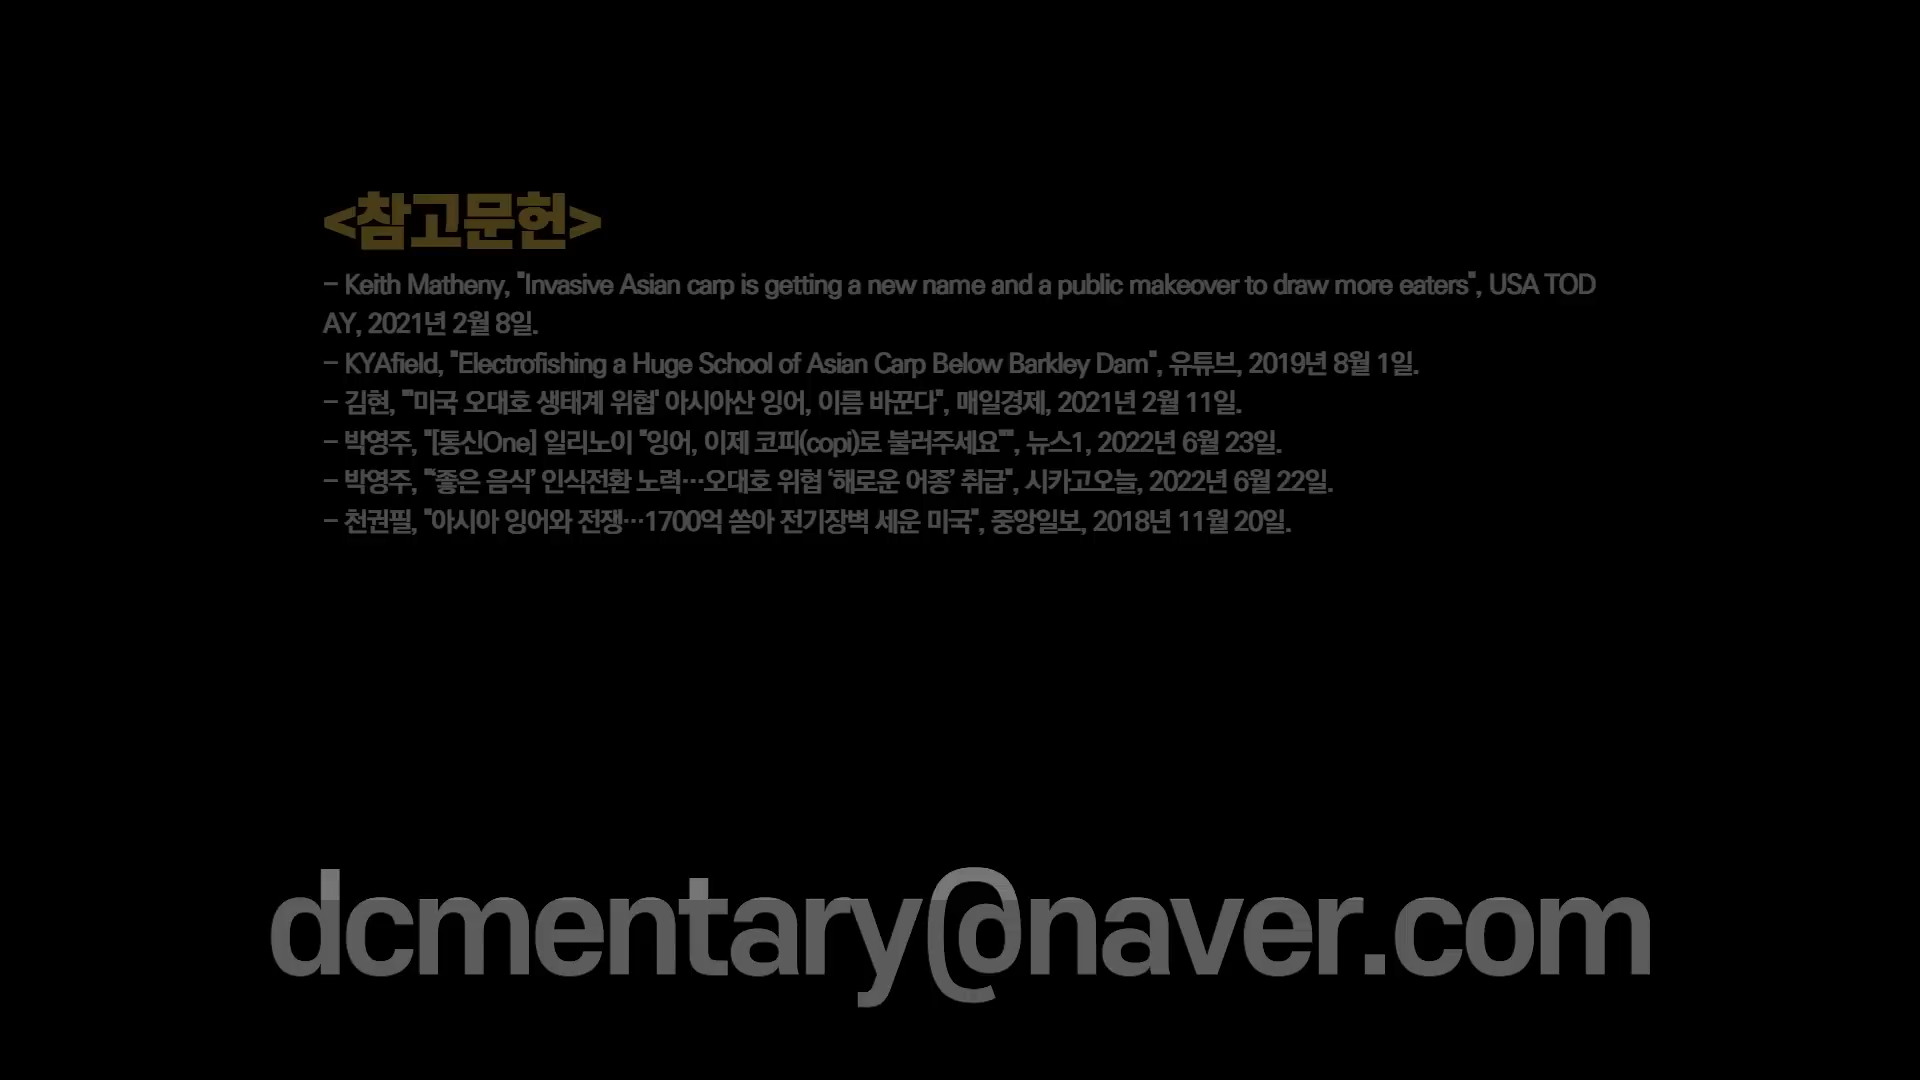 <참고문헌>
- Keith Matheny, "Invasive Asian carp is getting a new name and a public makeover to draw more eaters", USA TOD
AY, 2021년 2월 8일.
- KYAfield, "Electrofishing a Huge School of Asian Carp Below Barkley Dam", 유튜브, 2019년 8월 1일.
- 김현, "'미국 오대호 생태계 위협' 아시아산 잉어, 이름 바꾼다", 매일경제, 2021년 2월 11일.
- 박영주, "[통신One] 일리노이 "잉어, 이제 코피(copi)로 불러주세요"", 뉴스1, 2022년 6월 23일.
- 박영주, "‘좋은 음식’ 인식전환 노력…오대호 위협 ‘해로운 어종’ 취급", 시카고오늘, 2022년 6월 22일.
- 천권필, "아시아 잉어와 전쟁…1700억 쏟아 전기장벽 세운 미국", 중앙일보, 2018년 11월 20일.
dcmentary@naver.com